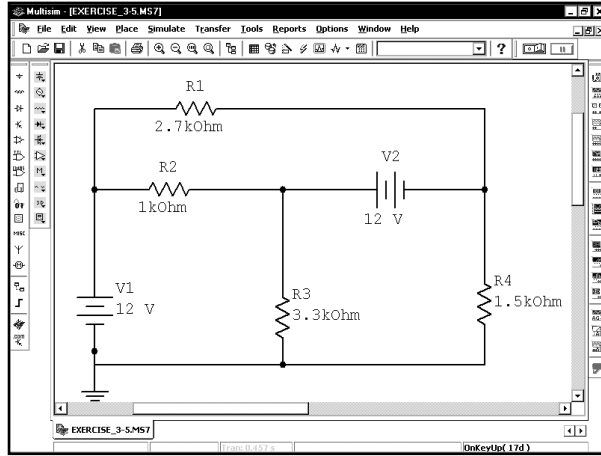 Multisim - [EXERCISE_3-5.MS7]
File Edit View Place Simulate Transfer Tools Reports Options Window Help
R1
2.7kOhm
R2
1kOhm
V2
12 V
V1
12 V
R3
3.3kOhm
R4
1.5kOhm
MISC
EXERCISE_3-5.MS7
Tran: 0.457 s
OnKeyUp( 17d )